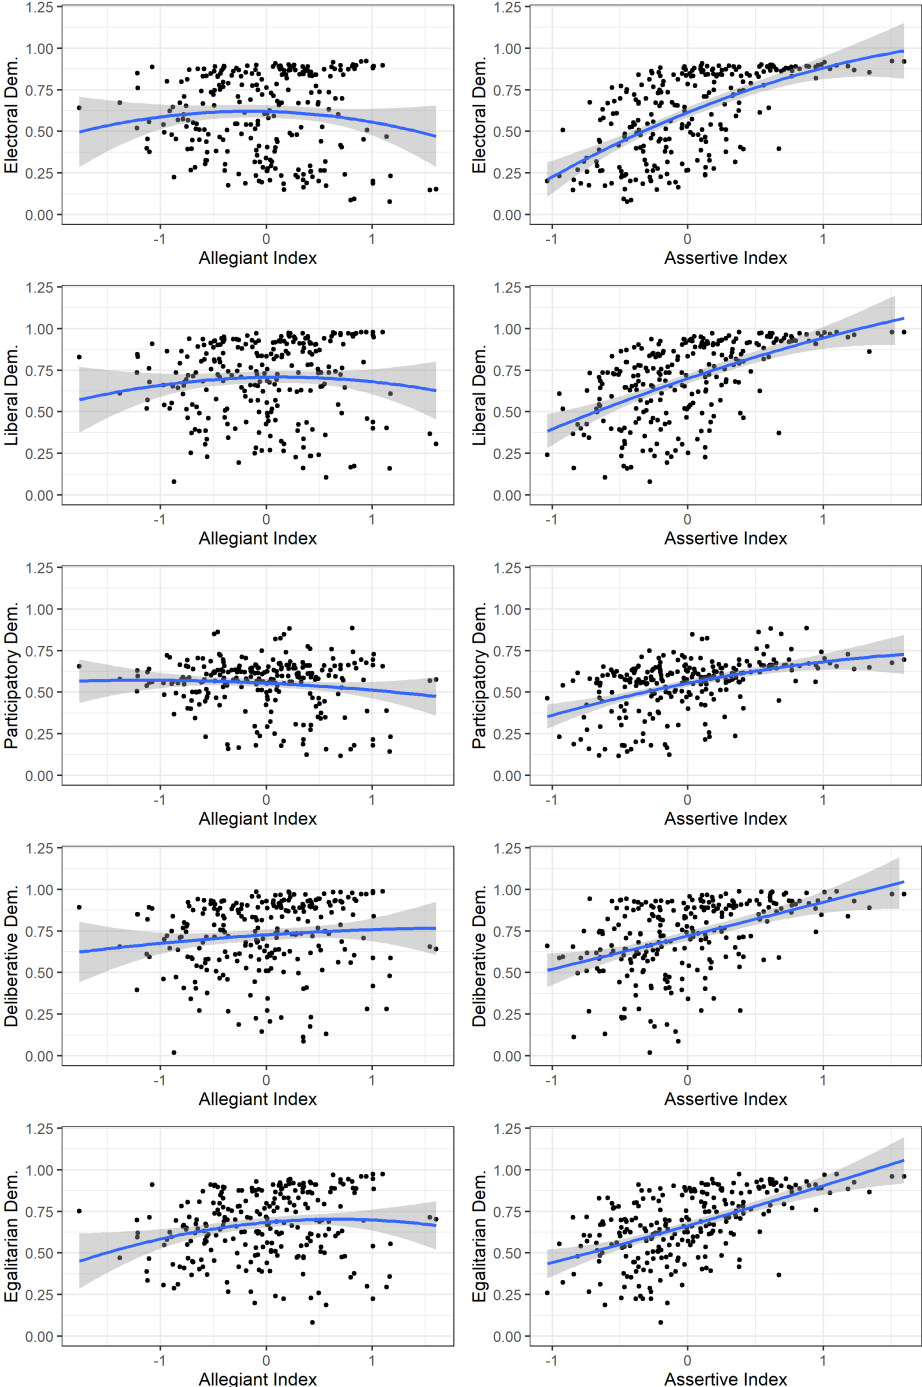 1.25
1.00
0.75
0.50
0.25
0.00
Electoral Dem.
-1 0 1
Allegiant Index
1.25
1.00
0.75
0.50
0.25
0.00
Electoral Dem.
-1 0 1
Assertive Index
1.25
1.00
0.75
0.50
0.25
0.00
Liberal Dem.
-1 0 1
Allegiant Index
1.25
1.00
0.75
0.50
0.25
0.00
Liberal Dem.
-1 0 1
Assertive Index
1.25
1.00
0.75
0.50
0.25
0.00
Participatory Dem.
-1 0 1
Allegiant Index
1.25
1.00
0.75
0.50
0.25
0.00
Participatory Dem.
-1 0 1
Assertive Index
1.25
1.00
0.75
0.50
0.25
0.00
Deliberative Dem.
-1 0 1
Allegiant Index
1.25
1.00
0.75
0.50
0.25
0.00
Deliberative Dem.
-1 0 1
Assertive Index
1.25
1.00
0.75
0.50
0.25
0.00
Egalitarian Dem.
-1 0 1
Allegiant Index
1.25
1.00
0.75
0.50
0.25
0.00
Egalitarian Dem.
-1 0 1
Assertive Index